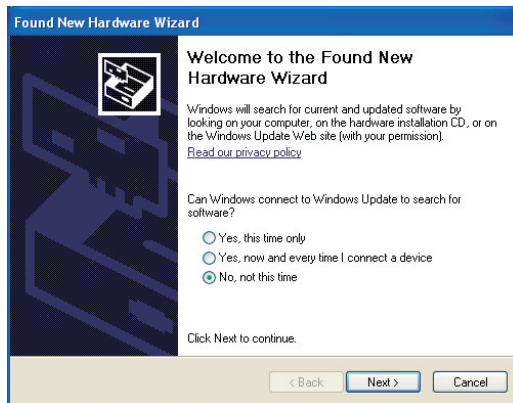 Found New Hardware Wizard
Welcome to the Found New
Hardware Wizard
Windows will search for current and updated software by
looking on your computer, on the hardware installation CD, or on
the Windows Update Web site (with your permission).
Read our privacy policy
Can Windows connect to Windows Update to search for
software?
Yes, this time only
Yes, now and every time I connect a device
No, not this time
Click Next to continue.
< Back Next > Cancel